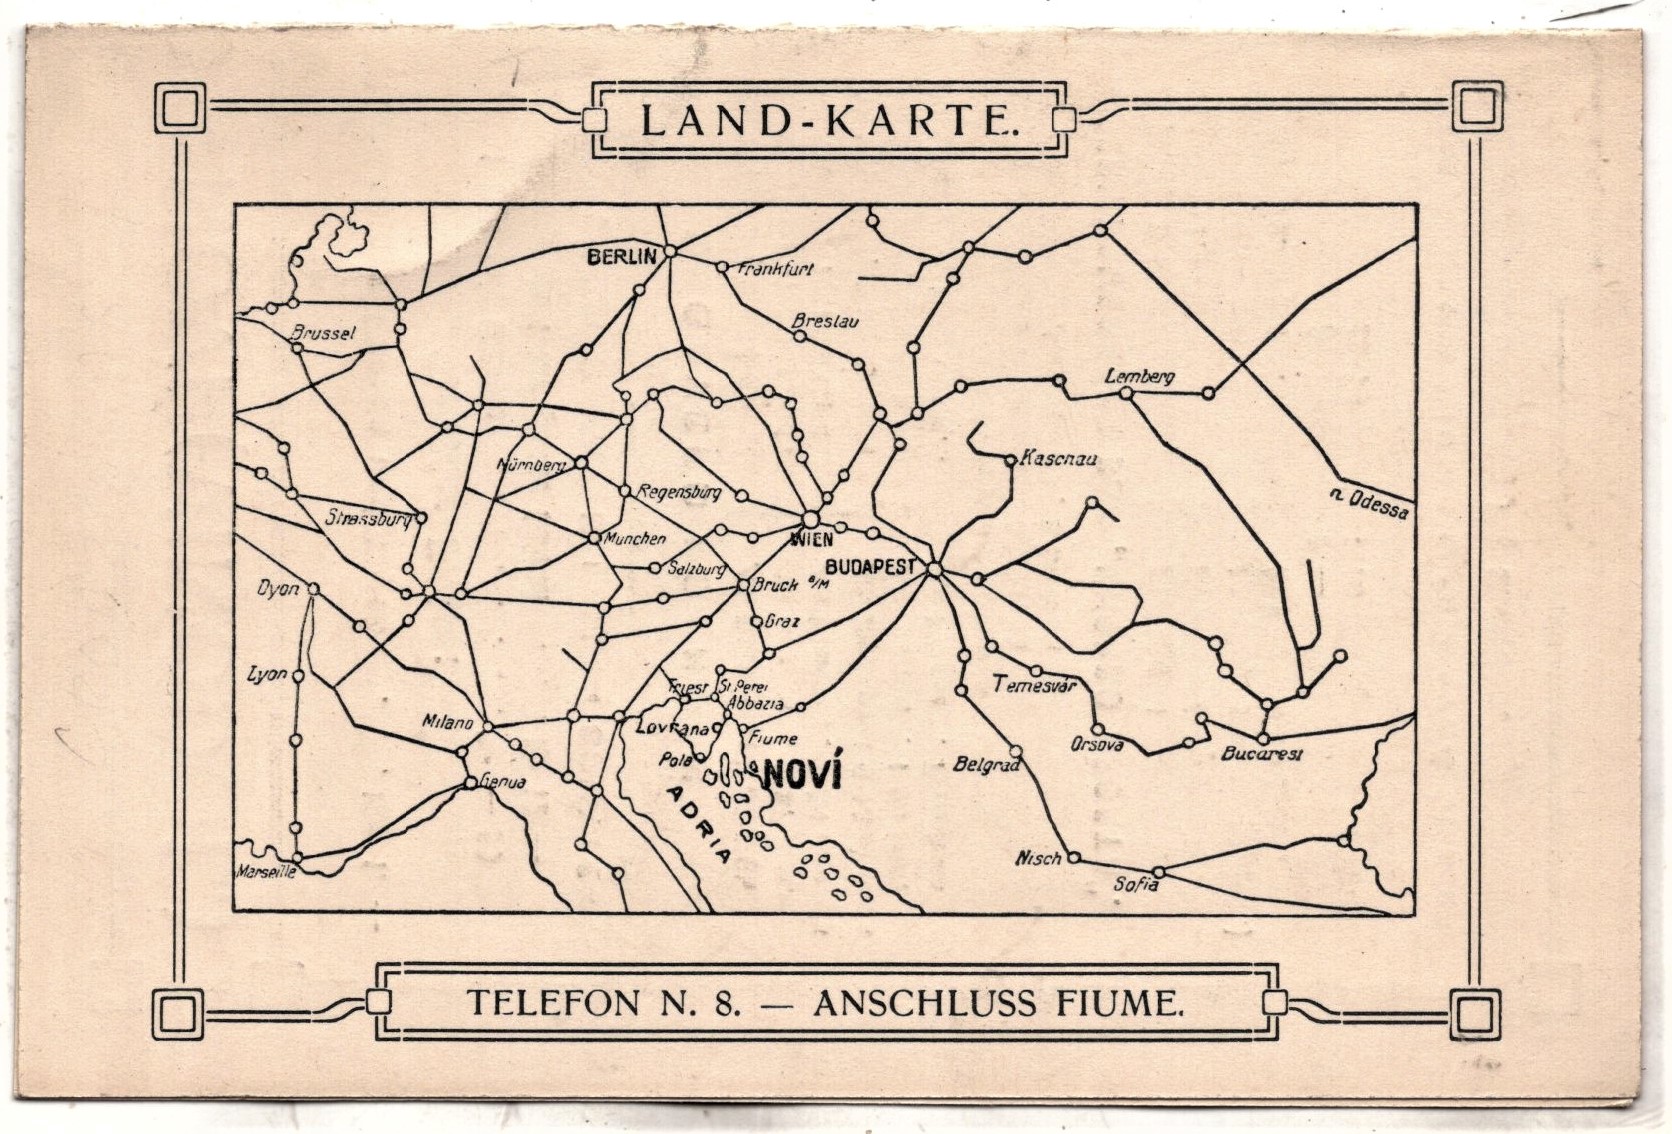 LAND-KARTE.
BERLIN
Frankfurt
Brussel
Breslau
Lemberg
Nürnberg
Kaschau
Regensburg
n. Odessa
Strassburg
München
WIEN
Salzburg
BUDAPEST
Dyon
Bruck a/M
Graz
Lyon
Triest
St. Peter
Temesvár
Abbazia
Milano
Lovrana
Fiume
Orsova
Bucarest
Pola
Belgrad
NOVÍ
Genua
ADRIA
Marseille
Nisch
Sofia
TELEFON N. 8. — ANSCHLUSS FIUME.